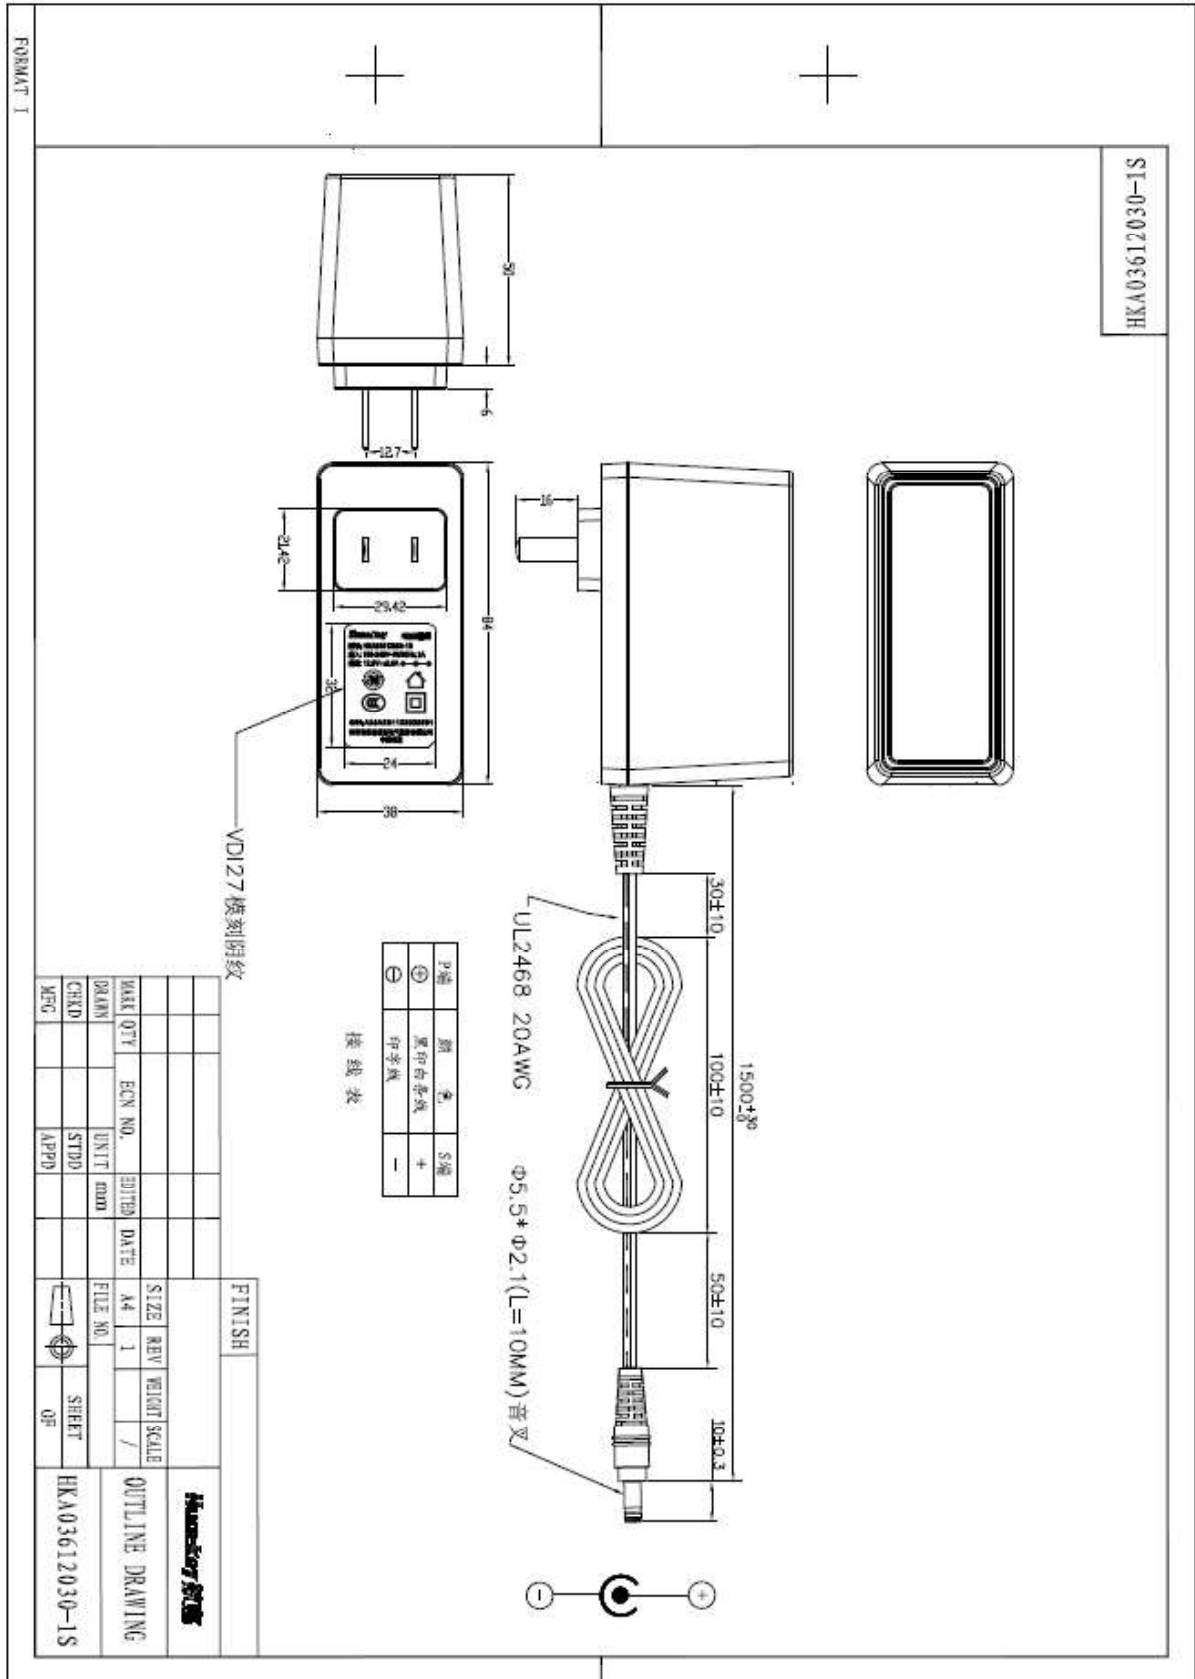 HKA03612030-1S
50
6
12.7
84
21.42
29.42
32
24
38
16
VDI27模刻阴纹
1500+30-0
30±10
100±10
50±10
10±0.3
UL2468 20AWG
Φ5.5*Φ2.1(L=10MM)音叉
P端 颜 色 S端
⊕ 黑印白条线 +
⊖ 印字线 -
接 线 表
+
-
FINISH
MARK QTY ECN NO. EDITED DATE
SIZE REV WEIGHT SCALE
A4 1 /
DRAWN UNIT mm
FILE NO.
CHKD STDD
SHEET
MFG APPD
OF
Huntkey
OUTLINE DRAWING
HKA03612030-1S
FORMAT 1